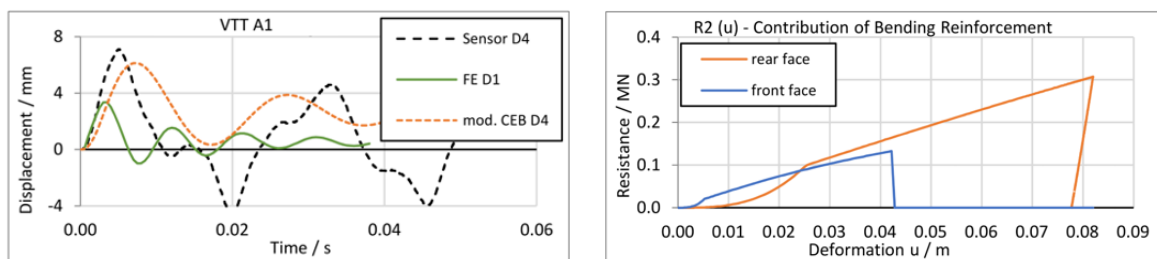 VTT A1
Displacement / mm
8
4
0
-4
0.00
0.02
0.04
0.06
Time / s
Sensor D4
FE D1
mod. CEB D4
R2 (u) - Contribution of Bending Reinforcement
Resistance / MN
0.4
0.3
0.2
0.1
0.0
rear face
front face
0.00
0.01
0.02
0.03
0.04
0.05
0.06
0.07
0.08
0.09
Deformation u / m